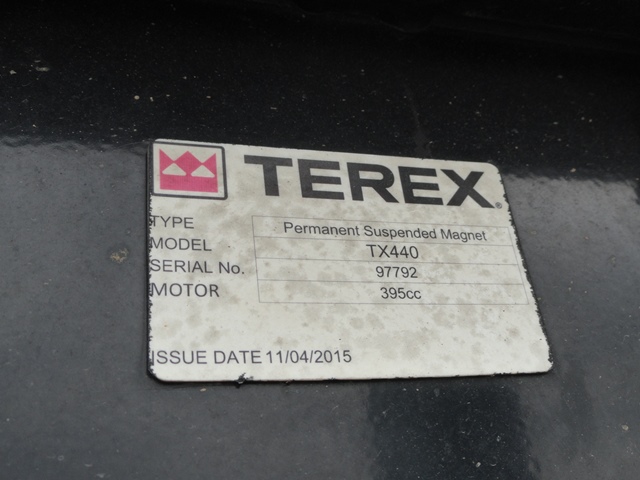 TEREX®
TYPE Permanent Suspended Magnet
MODEL TX440
SERIAL No. 97792
MOTOR 395cc
ISSUE DATE 11/04/2015